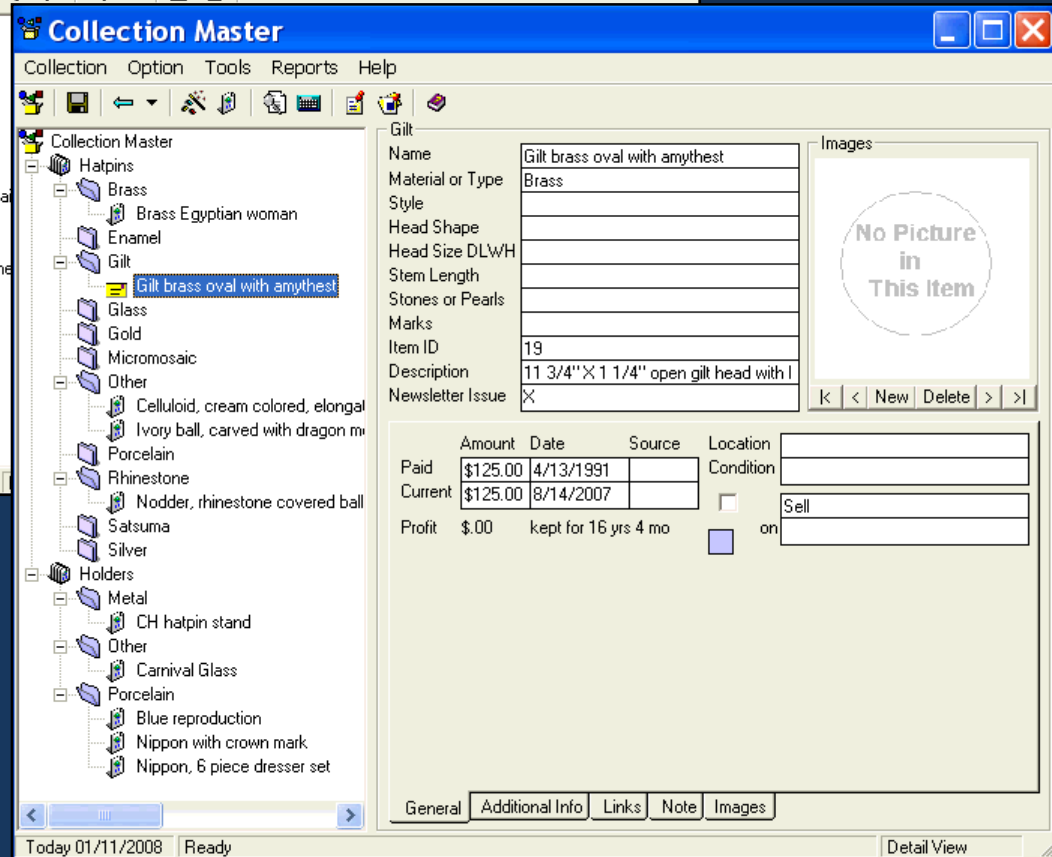 Collection Master
Collection Option Tools Reports Help
Collection Master
Hatpins
Brass
Brass Egyptian woman
Enamel
Gilt
Gilt brass oval with amythest
Glass
Gold
Micromosaic
Other
Celluloid, cream colored, elongat
Ivory ball, carved with dragon m
Porcelain
Rhinestone
Nodder, rhinestone covered ball
Satsuma
Silver
Holders
Metal
CH hatpin stand
Other
Carnival Glass
Porcelain
Blue reproduction
Nippon with crown mark
Nippon, 6 piece dresser set
Gilt
Name Gilt brass oval with amythest
Material or Type Brass
Style
Head Shape
Head Size DLWH
Stem Length
Stones or Pearls
Marks
Item ID 19
Description 11 3/4" X 1 1/4" open gilt head with l
Newsletter Issue X
Images
No Picture
in
This Item
|< < New Delete > >|
Amount Date Source Location
Paid $125.00 4/13/1991 Condition
Current $125.00 8/14/2007
Sell
Profit $.00 kept for 16 yrs 4 mo on
General Additional Info Links Note Images
Today 01/11/2008 Ready Detail View